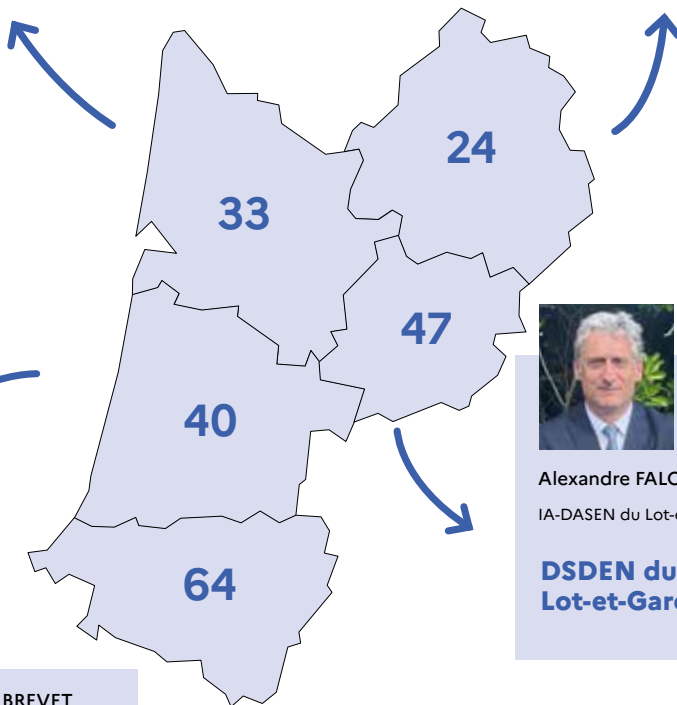 24
33
47
40
64
Alexandre FALC
IA-DASEN du Lot-
DSDEN du
Lot-et-Gar
BREVET